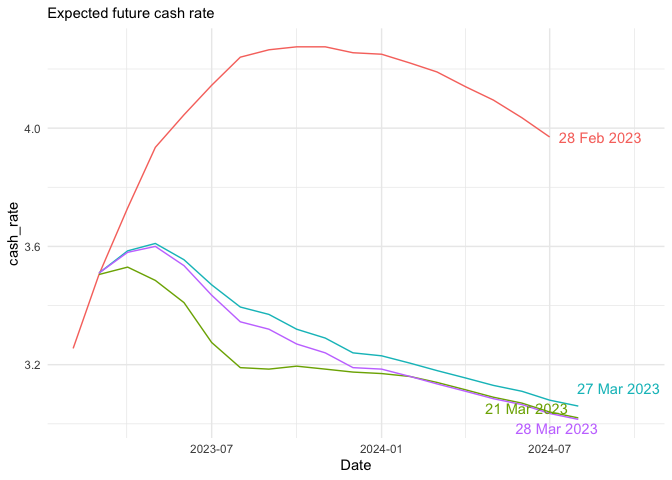 Expected future cash rate
cash_rate
4.0
3.6
3.2
28 Feb 2023
27 Mar 2023
21 Mar 2023
28 Mar 2023
2023-07
2024-01
2024-07
Date